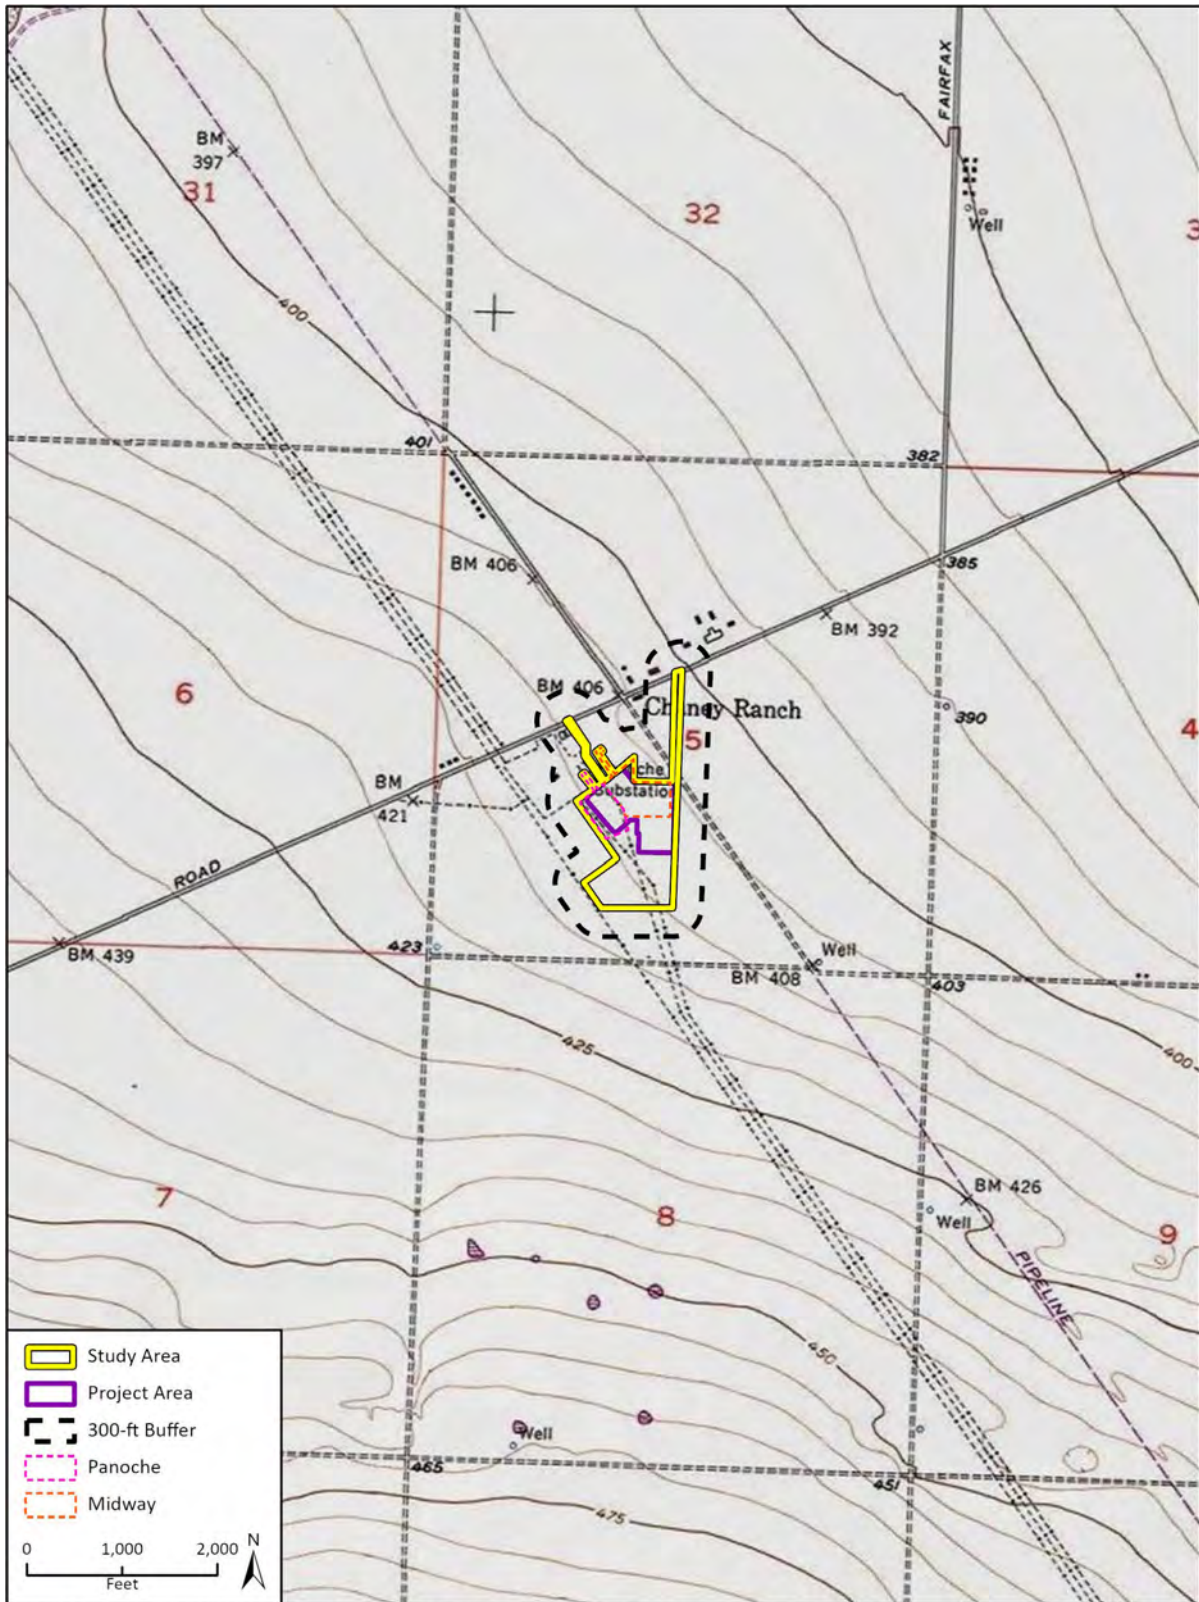 FAIRFAX
BM
397
31
32
3
Well
400
401
382
BM 406
385
BM 392
6
BM 406
Chaney Ranch
390
5
4
Substation
BM
421
ROAD
BM 439
423
Well
BM 408
403
425
400
7
8
BM 426
Well
9
PIPELINE
450
Well
465
451
475
Study Area
Project Area
300-ft Buffer
Panoche
Midway
0 1,000 2,000
Feet
N